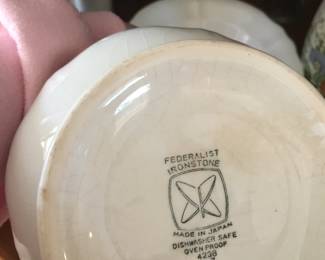 FEDERALIST
IRONSTONE
MADE IN JAPAN
DISHWASHER SAFE
OVEN PROOF
4238